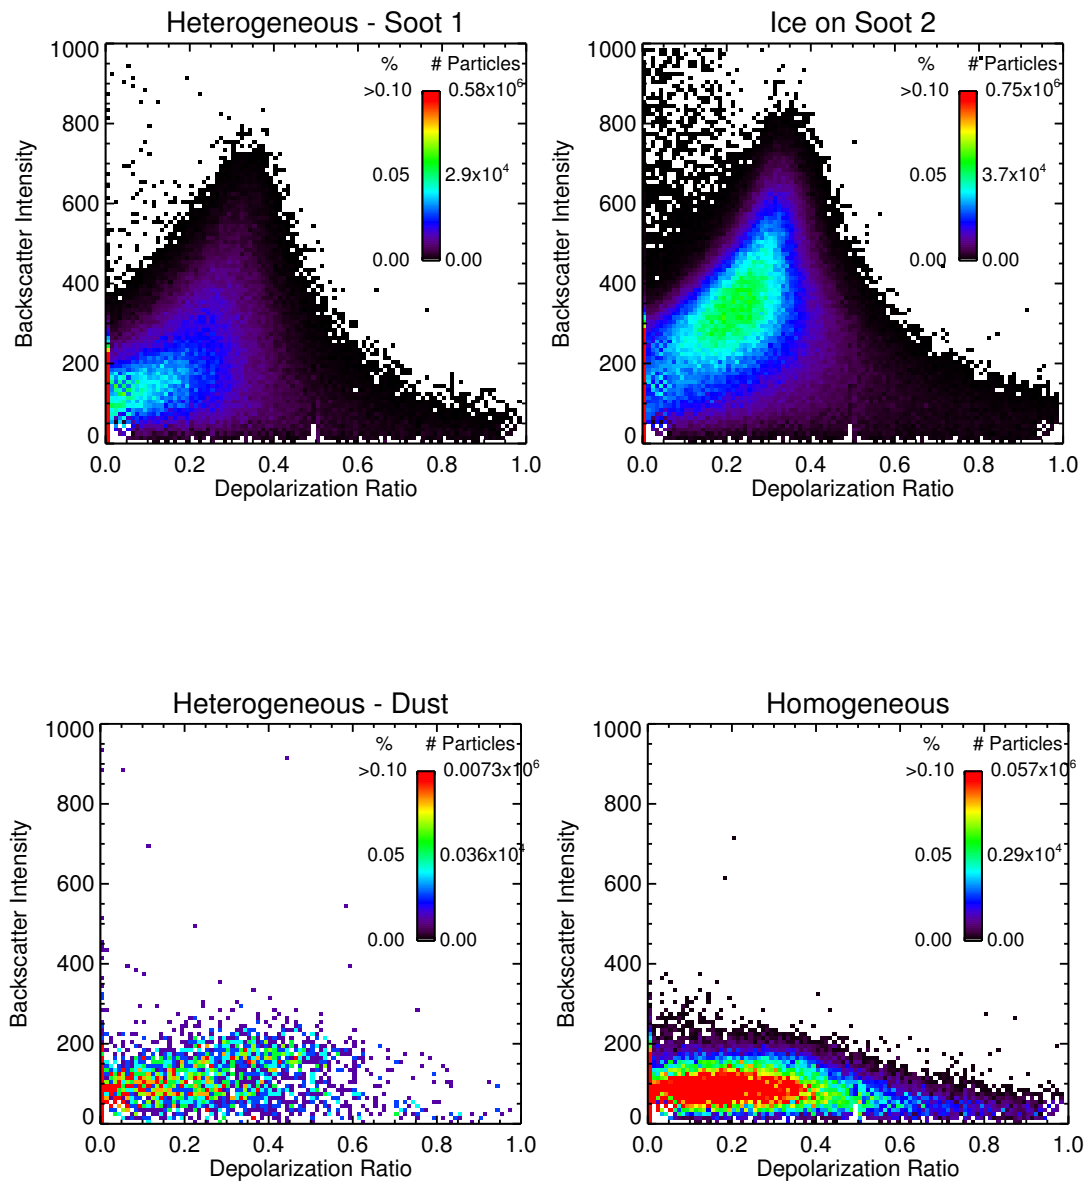 Heterogeneous - Soot 1
% # Particles
>0.10 0.58x10⁶
0.05 2.9x10⁴
0.00 0.00
1000
800
600
400
200
0
Backscatter Intensity
0.0 0.2 0.4 0.6 0.8 1.0
Depolarization Ratio
Ice on Soot 2
% # Particles
>0.10 0.75x10⁶
0.05 3.7x10⁴
0.00 0.00
1000
800
600
400
200
0
Backscatter Intensity
0.0 0.2 0.4 0.6 0.8 1.0
Depolarization Ratio
Heterogeneous - Dust
% # Particles
>0.10 0.0073x10⁶
0.05 0.036x10⁴
0.00 0.00
1000
800
600
400
200
0
Backscatter Intensity
0.0 0.2 0.4 0.6 0.8 1.0
Depolarization Ratio
Homogeneous
% # Particles
>0.10 0.057x10⁶
0.05 0.29x10⁴
0.00 0.00
1000
800
600
400
200
0
Backscatter Intensity
0.0 0.2 0.4 0.6 0.8 1.0
Depolarization Ratio